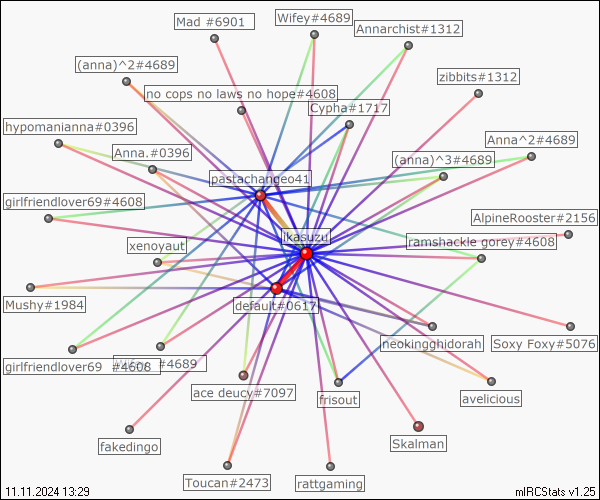 Mad #6901
Wifey#4689
Annarchist#1312
(anna)^2#4689
zibbits#1312
no cops no laws no hope#4608
Cypha#1717
hypomanianna#0396
Anna.#0396
Anna^2#4689
(anna)^3#4689
pastachangeo41
girlfriendlover69#4608
AlpineRooster#2156
ikasuzu
ramshackle gorey#4608
xenoyaut
Mushy#1984
default#0617
neokingghidorah
Soxy Foxy#5076
girlfriendlover69 #4608
#4689
ace deucy#7097
frisout
avelicious
fakedingo
Skalman
Toucan#2473
rattgaming
11.11.2024 13:29
mIRCStats v1.25